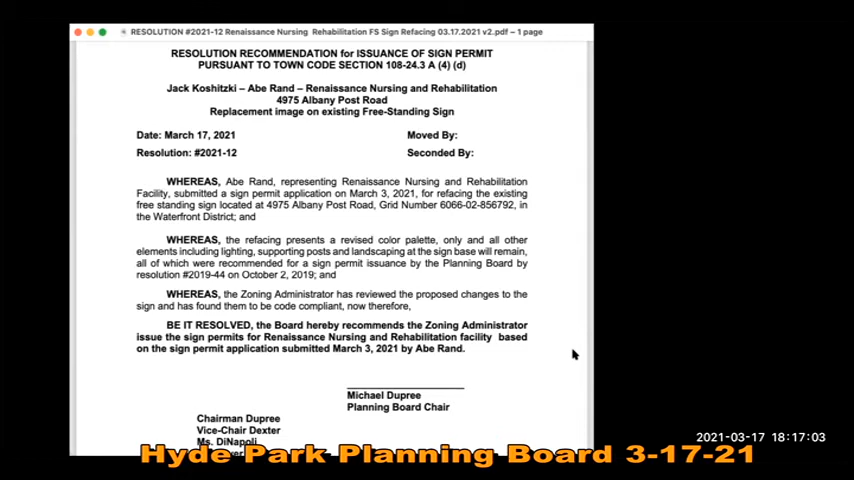 RESOLUTION #2021-12 Renaissance Nursing Rehabilitation FS Sign Refacing 03.17.2021 v2.pdf – 1 page
RESOLUTION RECOMMENDATION for ISSUANCE OF SIGN PERMIT
PURSUANT TO TOWN CODE SECTION 108-24.3 A (4) (d)
Jack Koshitzki – Abe Rand – Renaissance Nursing and Rehabilitation
4975 Albany Post Road
Replacement image on existing Free-Standing Sign
Date: March 17, 2021 Moved By:
Resolution: #2021-12 Seconded By:
WHEREAS, Abe Rand, representing Renaissance Nursing and Rehabilitation
Facility, submitted a sign permit application on March 3, 2021, for refacing the existing
free standing sign located at 4975 Albany Post Road, Grid Number 6066-02-856792, in
the Waterfront District; and
WHEREAS, the refacing presents a revised color palette, only and all other
elements including lighting, supporting posts and landscaping at the sign base will remain,
all of which were recommended for a sign permit issuance by the Planning Board by
resolution #2019-44 on October 2, 2019; and
WHEREAS, the Zoning Administrator has reviewed the proposed changes to the
sign and has found them to be code compliant, now therefore,
BE IT RESOLVED, the Board hereby recommends the Zoning Administrator
issue the sign permits for Renaissance Nursing and Rehabilitation facility based
on the sign permit application submitted March 3, 2021 by Abe Rand.
Michael Dupree
Planning Board Chair
Chairman Dupree
Vice-Chair Dexter
Ms. DiNapoli
2021-03-17 18:17:03
Hyde Park Planning Board 3-17-21